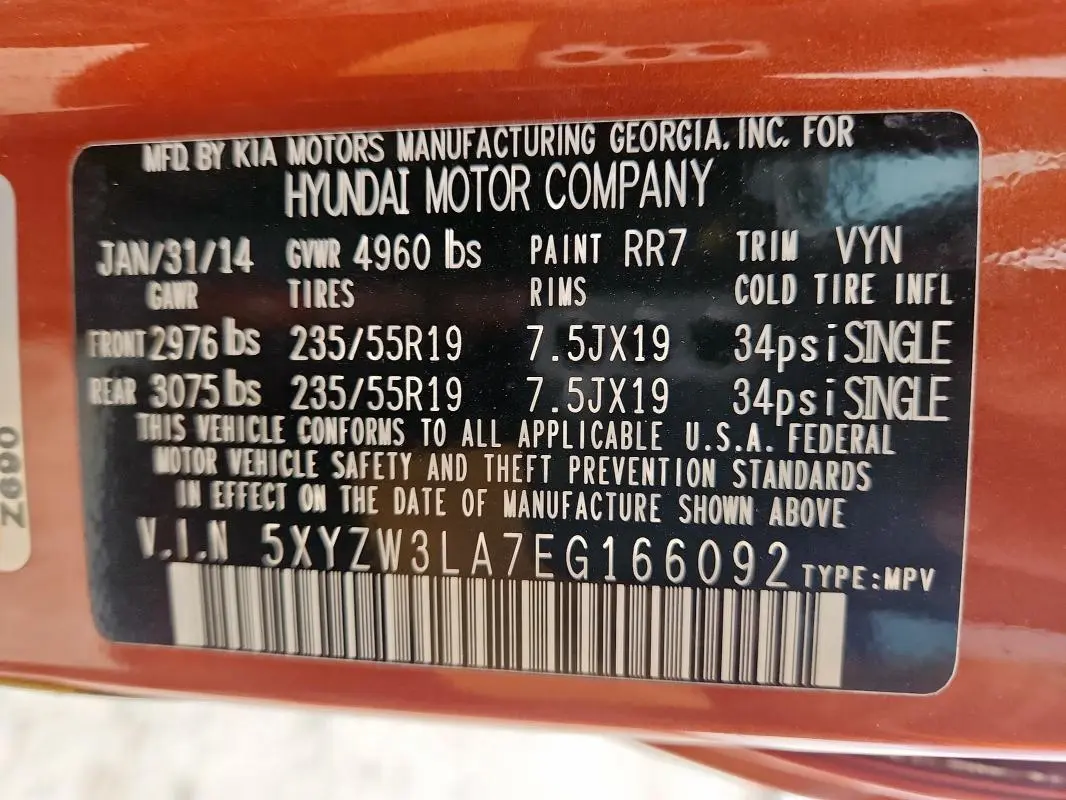 MFD. BY KIA MOTORS MANUFACTURING GEORGIA, INC. FOR
HYUNDAI MOTOR COMPANY
JAN/31/14 GVWR 4960 lbs PAINT RR7 TRIM VYN
GAWR TIRES RIMS COLD TIRE INFL
FRONT 2976 lbs 235/55R19 7.5JX19 34psi SINGLE
REAR 3075 lbs 235/55R19 7.5JX19 34psi SINGLE
THIS VEHICLE CONFORMS TO ALL APPLICABLE U.S.A. FEDERAL
MOTOR VEHICLE SAFETY AND THEFT PREVENTION STANDARDS
IN EFFECT ON THE DATE OF MANUFACTURE SHOWN ABOVE
V.I.N 5XYZW3LA7EG166092 TYPE:MPV
Z690